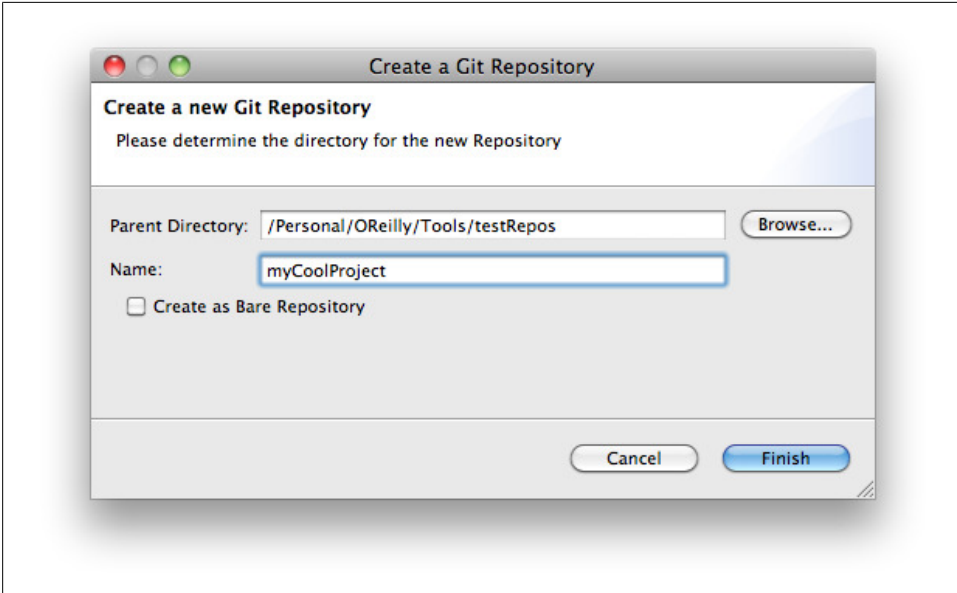 Create a Git Repository
Create a new Git Repository
Please determine the directory for the new Repository
Parent Directory: /Personal/OReilly/Tools/testRepos Browse...
Name: myCoolProject
Create as Bare Repository
Cancel Finish